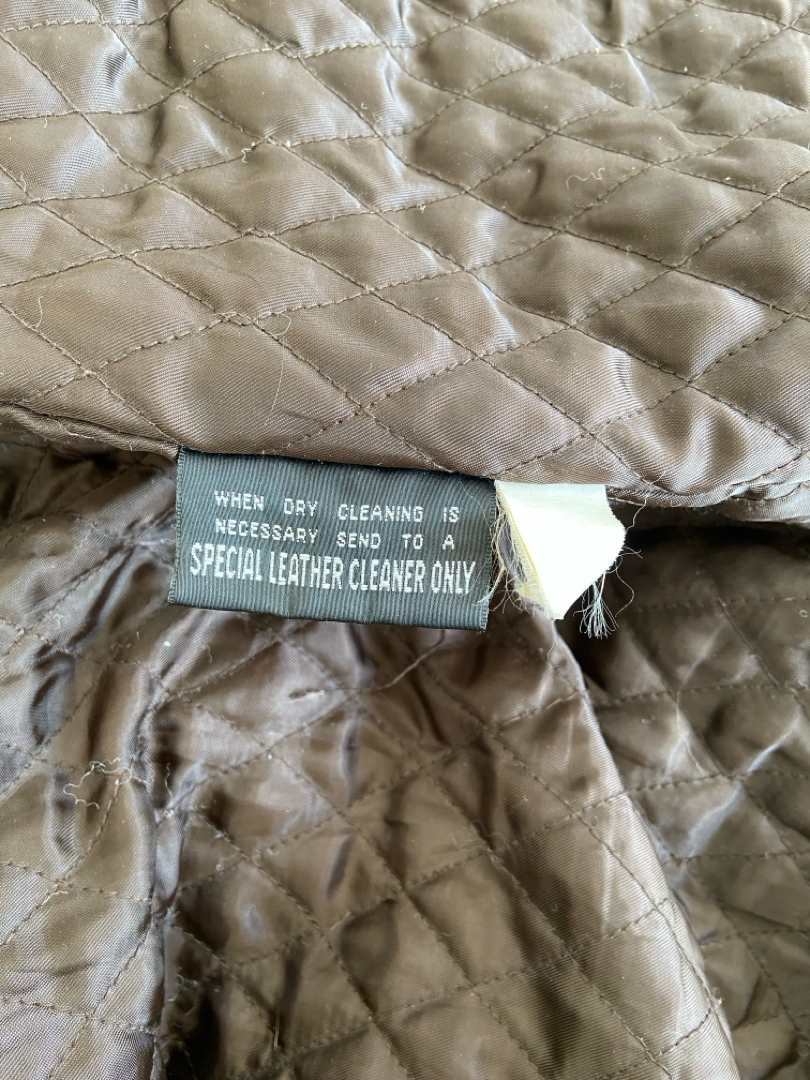 WHEN DRY CLEANING IS
NECESSARY SEND TO A
SPECIAL LEATHER CLEANER ONLY